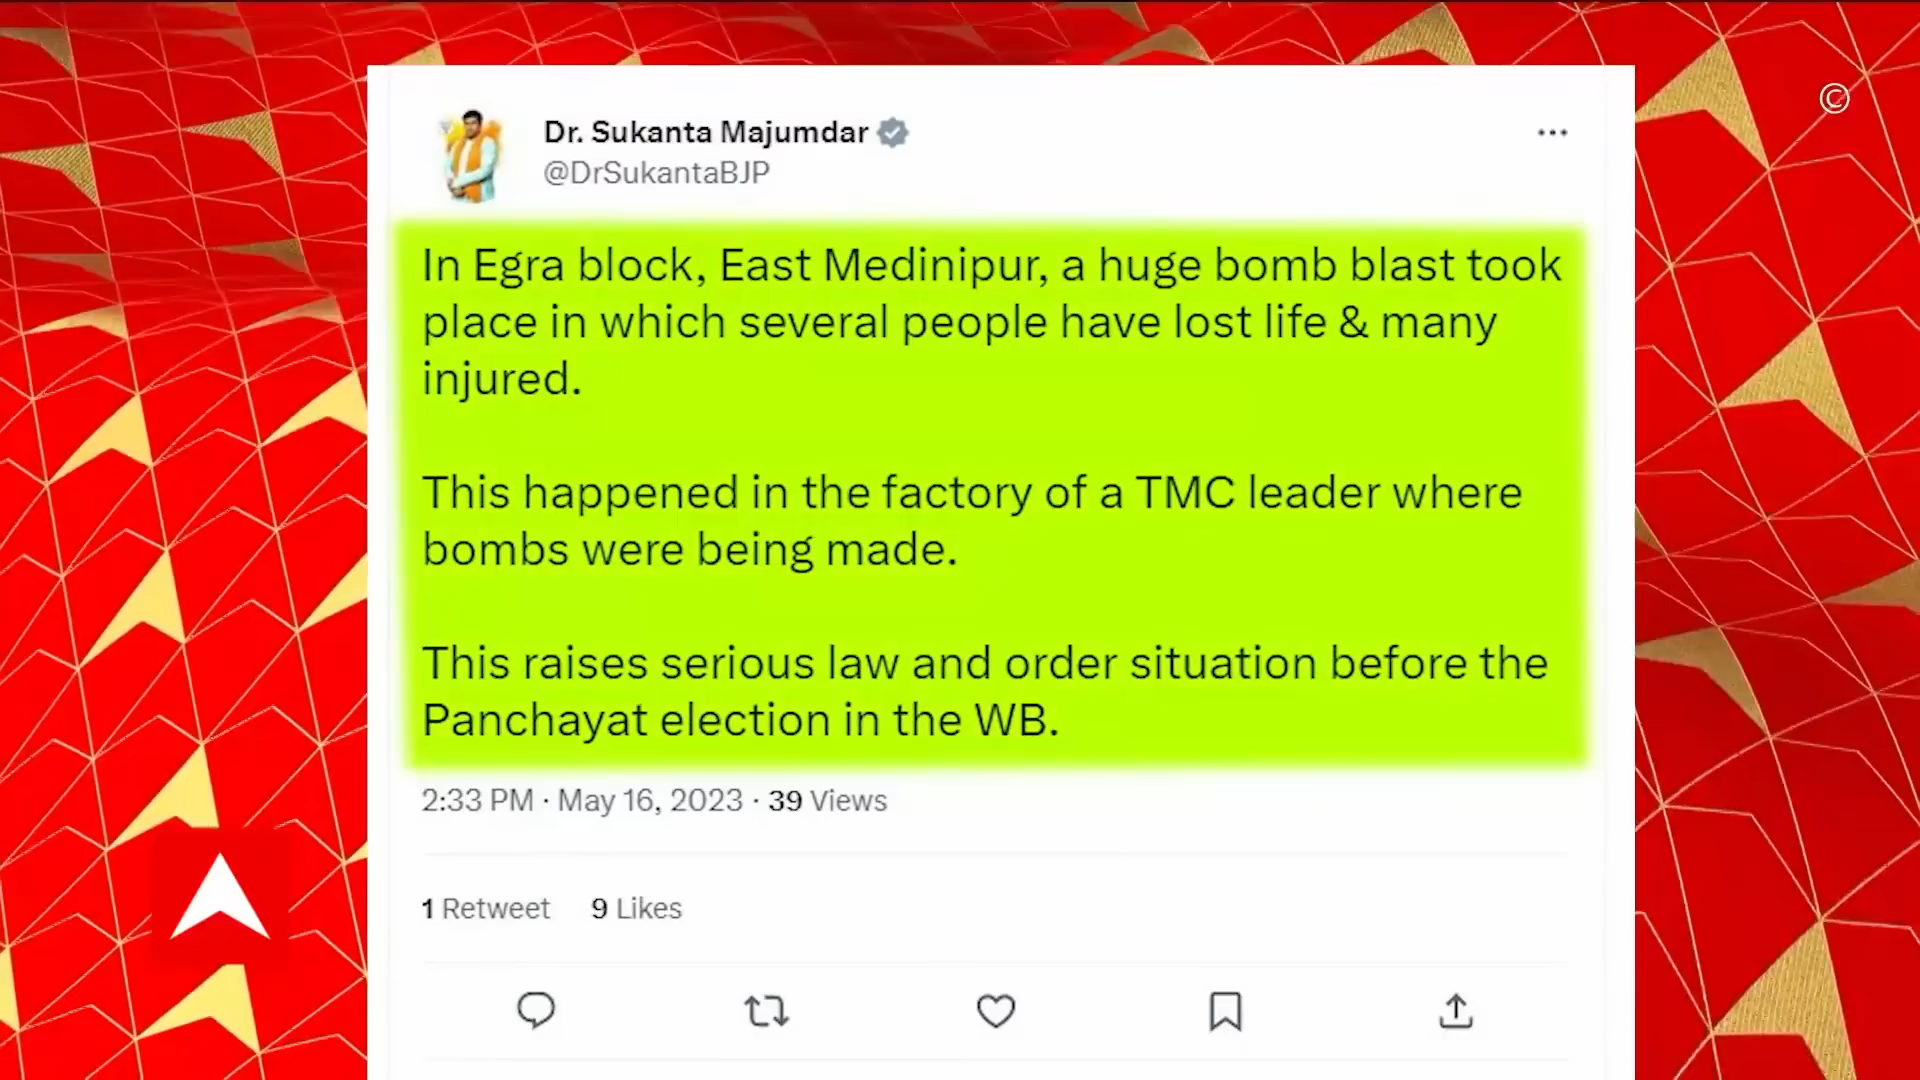 ©
Dr. Sukanta Majumdar
@DrSukantaBJP
In Egra block, East Medinipur, a huge bomb blast took
place in which several people have lost life & many
injured.
This happened in the factory of a TMC leader where
bombs were being made.
This raises serious law and order situation before the
Panchayat election in the WB.
2:33 PM · May 16, 2023 · 39 Views
1 Retweet 9 Likes